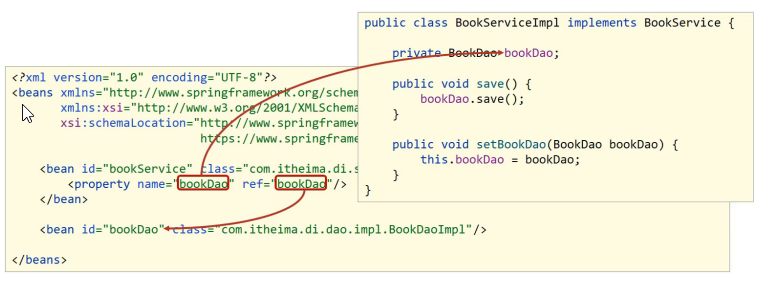 public class BookServiceImpl implements BookService {
private BookDao bookDao;
public void save() {
bookDao.save();
}
public void setBookDao(BookDao bookDao) {
this.bookDao = bookDao;
}
}
<?xml version="1.0" encoding="UTF-8"?>
<beans xmlns="http://www.springframework.org/schem
xmlns:xsi="http://www.w3.org/2001/XMLSchema
xsi:schemaLocation="http://www.springframew
https://www.springframe
<bean id="bookService" class="com.itheima.di.s
<property name="bookDao" ref="bookDao"/>
</bean>
<bean id="bookDao" class="com.itheima.di.dao.impl.BookDaoImpl"/>
</beans>